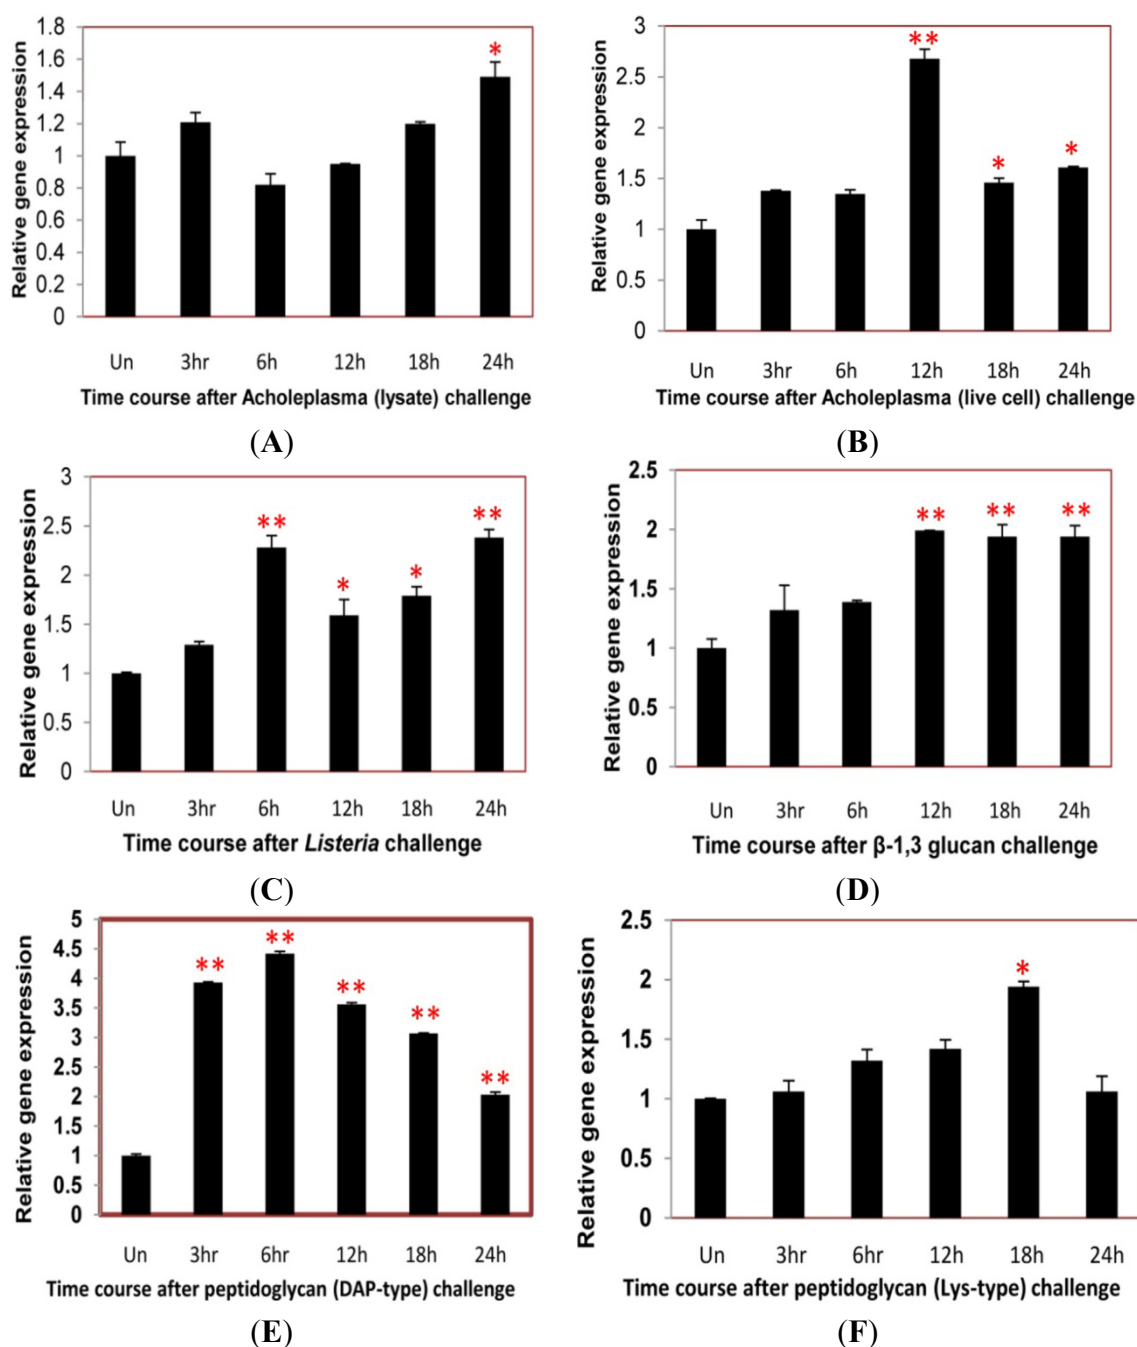 Relative gene expression
1.8
1.6
1.4
1.2
1
0.8
0.6
0.4
0.2
0
*
Un 3hr 6h 12h 18h 24h
Time course after Acholeplasma (lysate) challenge
(A)
Relative gene expression
3
2.5
2
1.5
1
0.5
0
** * *
Un 3hr 6h 12h 18h 24h
Time course after Acholeplasma (live cell) challenge
(B)
Relative gene expression
3
2.5
2
1.5
1
0.5
0
** * * **
Un 3hr 6h 12h 18h 24h
Time course after Listeria challenge
(C)
Relative gene expression
2.5
2
1.5
1
0.5
0
** ** **
Un 3hr 6h 12h 18h 24h
Time course after β-1,3 glucan challenge
(D)
Relative gene expression
5
4.5
4
3.5
3
2.5
2
1.5
1
0.5
0
** ** ** ** **
Un 3hr 6hr 12h 18h 24h
Time course after peptidoglycan (DAP-type) challenge
(E)
Relative gene expression
2.5
2
1.5
1
0.5
0
*
Un 3hr 6h 12h 18h 24h
Time course after peptidoglycan (Lys-type) challenge
(F)